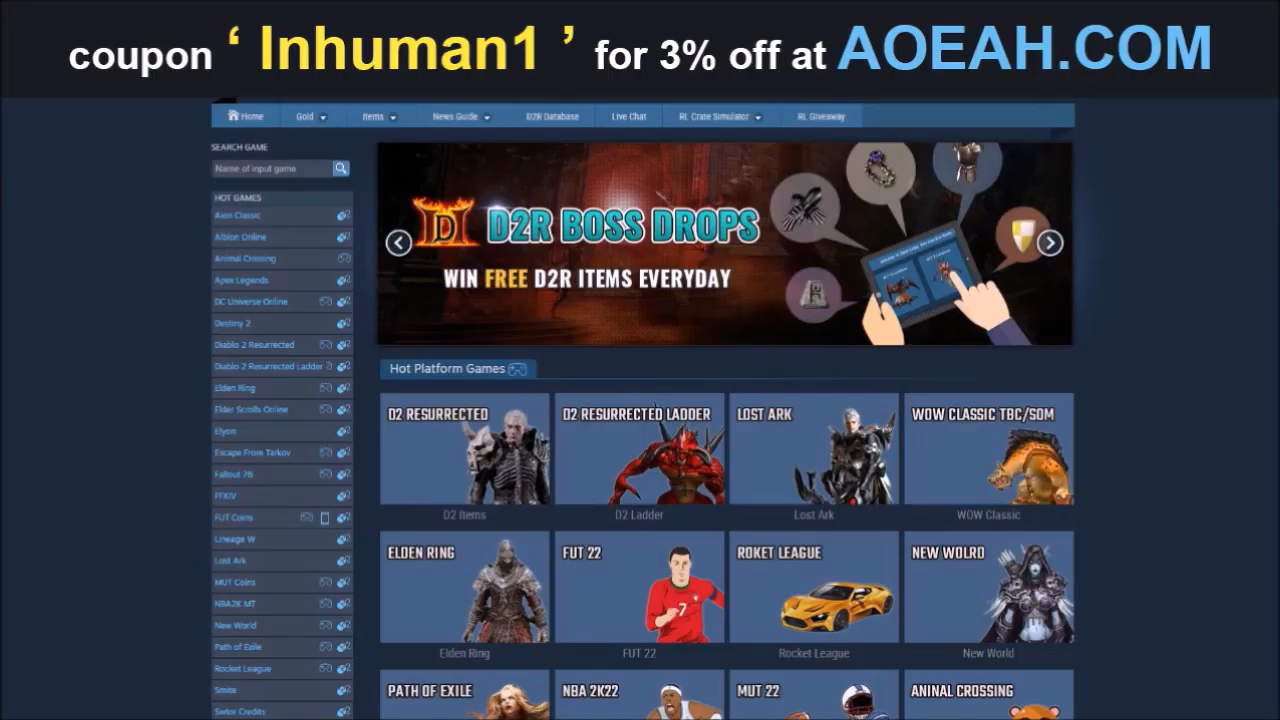 coupon ‘ Inhuman1 ’ for 3% off at AOEAH.COM
Home Gold Items News Guide D2R Database Live Chat RL Crate Simulator RL Giveaway
SEARCH GAME
Name of input game
HOT GAMES
Aion Classic
Albion Online
Animal Crossing
Apex Legends
DC Universe Online
Destiny 2
Diablo 2 Resurrected
Diablo 2 Resurrected Ladder
Elden Ring
Elder Scrolls Online
Elyon
Escape From Tarkov
Fallout 76
FFXIV
FUT Coins
Lineage W
Lost Ark
MUT Coins
NBA2K MT
New World
Path of Exile
Rocket League
Smite
Swtor Credits
D2R BOSS DROPS
WIN FREE D2R ITEMS EVERYDAY
Hot Platform Games
D2 RESURRECTED D2 RESURRECTED LADDER LOST ARK WOW CLASSIC TBC/SOM
D2 Items D2 Ladder Lost Ark WOW Classic
ELDEN RING FUT 22 ROKET LEAGUE NEW WOLRD
7
Elden Ring FUT 22 Rocket League New World
PATH OF EXILE NBA 2K22 MUT 22 ANINAL CROSSING